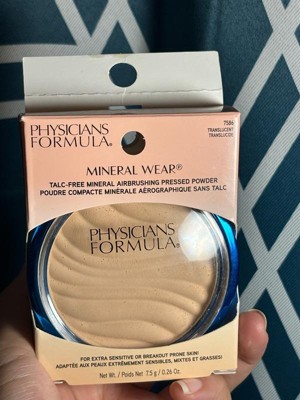 7586
TRANSLUCENT
TRANSLUCIDE
PHYSICIANS
FORMULA®
MINERAL WEAR®
TALC-FREE MINERAL AIRBRUSHING PRESSED POWDER
POUDRE COMPACTE MINÉRALE AÉROGRAPHIQUE SANS TALC
PHYSICIANS
FORMULA®
FOR EXTRA SENSITIVE OR BREAKOUT PRONE SKIN!
ADAPTÉE AUX PEAUX EXTRÊMEMENT SENSIBLES, MIXTES ET GRASSES!
Net Wt. / Poids Net 7.5 g / 0.26 Oz.